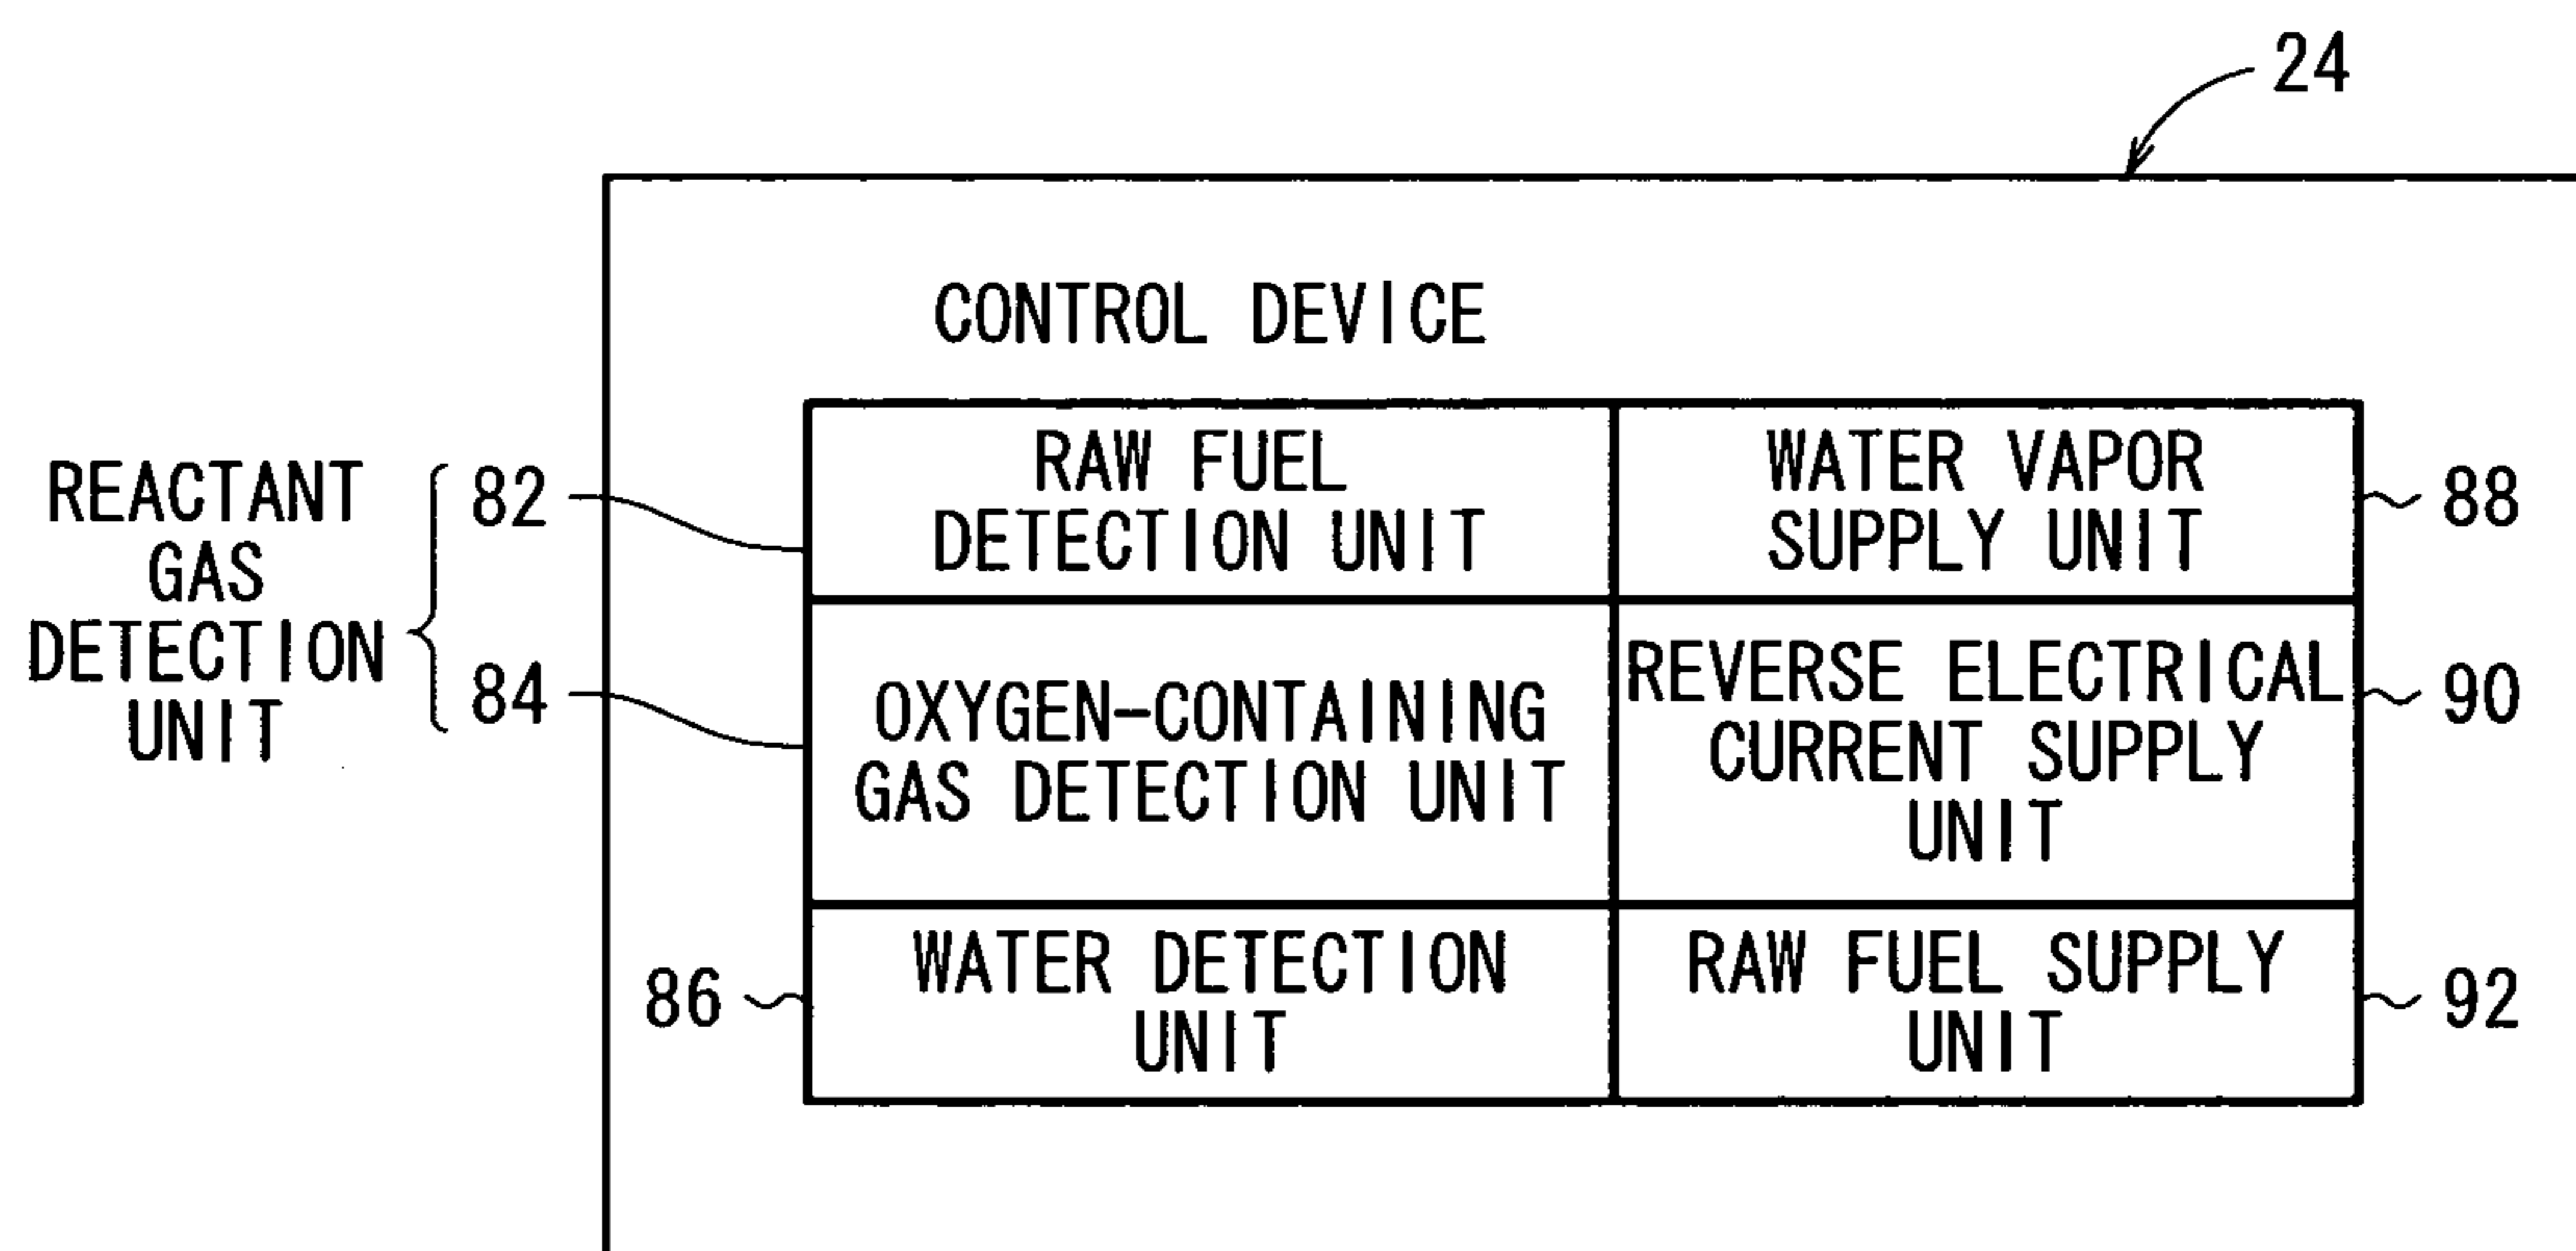 24
CONTROL DEVICE
REACTANT
GAS
DETECTION
UNIT
82
84
RAW FUEL
DETECTION UNIT
WATER VAPOR
SUPPLY UNIT
88
OXYGEN-CONTAINING
GAS DETECTION UNIT
REVERSE ELECTRICAL
CURRENT SUPPLY
UNIT
90
86
WATER DETECTION
UNIT
RAW FUEL SUPPLY
UNIT
92